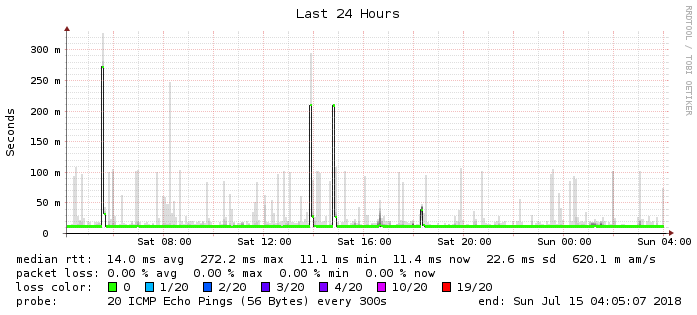 Last 24 Hours
RRDTOOL / TOBI OETIKER
Seconds
300 m
250 m
200 m
150 m
100 m
50 m
0
Sat 08:00 Sat 12:00 Sat 16:00 Sat 20:00 Sun 00:00 Sun 04:00
median rtt: 14.0 ms avg 272.2 ms max 11.1 ms min 11.4 ms now 22.6 ms sd 620.1 m am/s
packet loss: 0.00 % avg 0.00 % max 0.00 % min 0.00 % now
loss color: 0 1/20 2/20 3/20 4/20 10/20 19/20
probe: 20 ICMP Echo Pings (56 Bytes) every 300s end: Sun Jul 15 04:05:07 2018